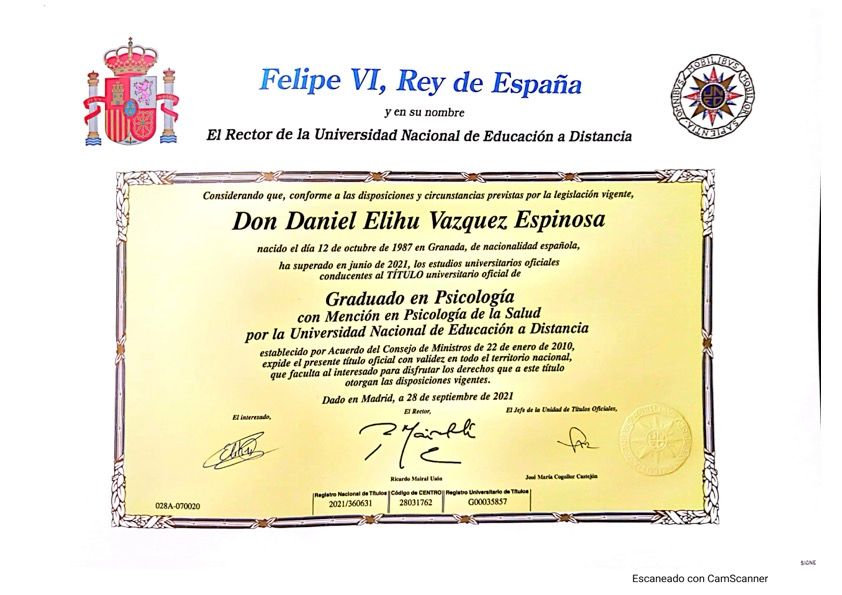 Felipe VI, Rey de España
y en su nombre
El Rector de la Universidad Nacional de Educación a Distancia
OMNIBUS MOBILIBUS MOBILIOR SAPIENTIA
UNED
Considerando que, conforme a las disposiciones y circunstancias previstas por la legislación vigente,
Don Daniel Elihu Vazquez Espinosa
nacido el día 12 de octubre de 1987 en Granada, de nacionalidad española,
ha superado en junio de 2021, los estudios universitarios oficiales
conducentes al TÍTULO universitario oficial de
Graduado en Psicología
con Mención en Psicología de la Salud
por la Universidad Nacional de Educación a Distancia
establecido por Acuerdo del Consejo de Ministros de 22 de enero de 2010,
expide el presente título oficial con validez en todo el territorio nacional,
que faculta al interesado para disfrutar los derechos que a este título
otorgan las disposiciones vigentes.
Dado en Madrid, a 28 de septiembre de 2021
El interesado,
El Rector,
El Jefe de la Unidad de Títulos Oficiales,
Ricardo Mairal Usón
José María Cogollor Castejón
Registro Nacional de Títulos
Código de CENTRO
Registro Universitario de Títulos
028A-070020
2021/360631
28031762
G00035857
SIGNE
Escaneado con CamScanner